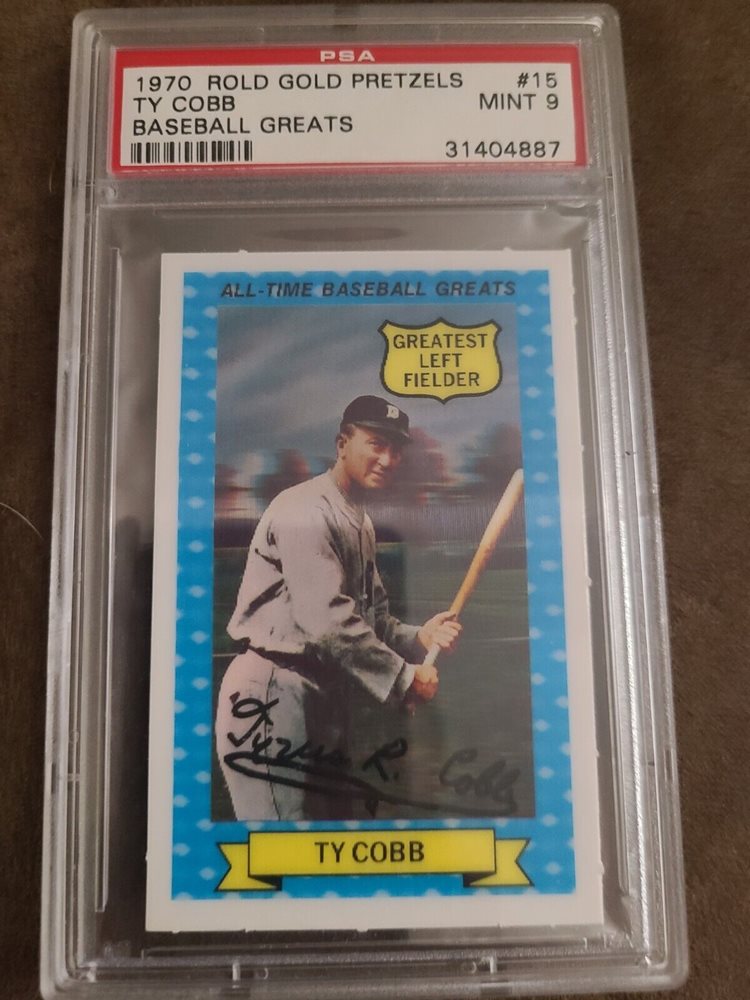 PSA
1970 ROLD GOLD PRETZELS #15
TY COBB MINT 9
BASEBALL GREATS
31404887
ALL-TIME BASEBALL GREATS
GREATEST
LEFT
FIELDER
D
Tyrus R. Cobb
TY COBB